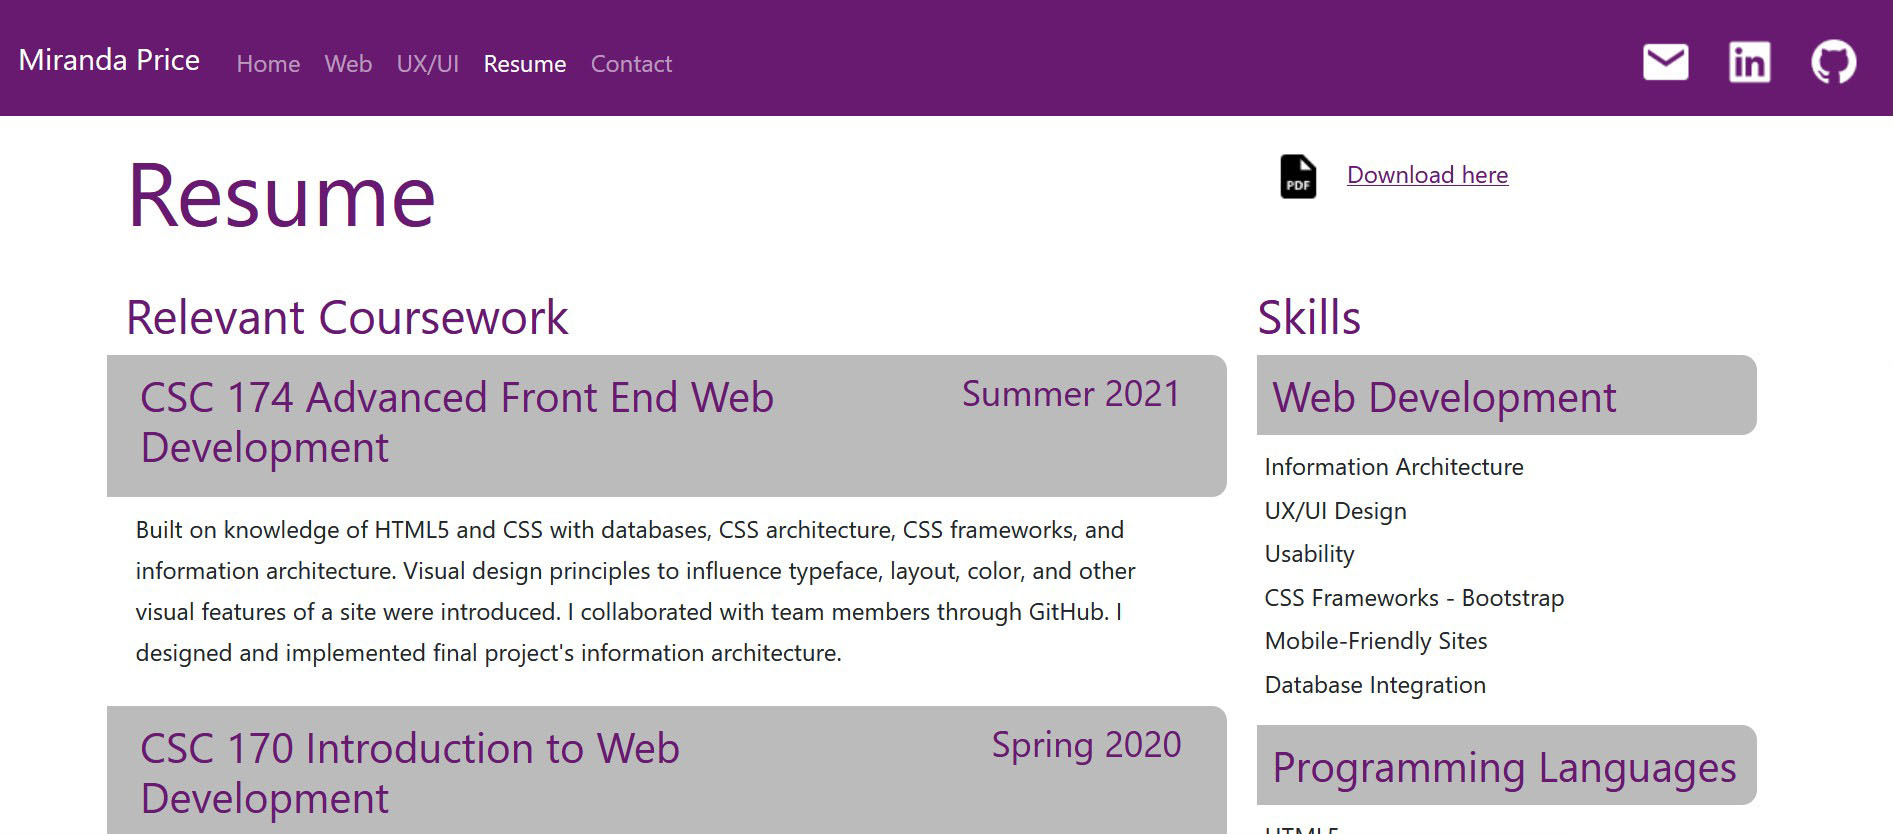 Miranda Price
Home Web UX/UI Resume Contact
Resume
PDF
Download here
Relevant Coursework
CSC 174 Advanced Front End Web
Development
Summer 2021
Built on knowledge of HTML5 and CSS with databases, CSS architecture, CSS frameworks, and
information architecture. Visual design principles to influence typeface, layout, color, and other
visual features of a site were introduced. I collaborated with team members through GitHub. I
designed and implemented final project's information architecture.
CSC 170 Introduction to Web
Development
Spring 2020
Skills
Web Development
Information Architecture
UX/UI Design
Usability
CSS Frameworks - Bootstrap
Mobile-Friendly Sites
Database Integration
Programming Languages
HTML5